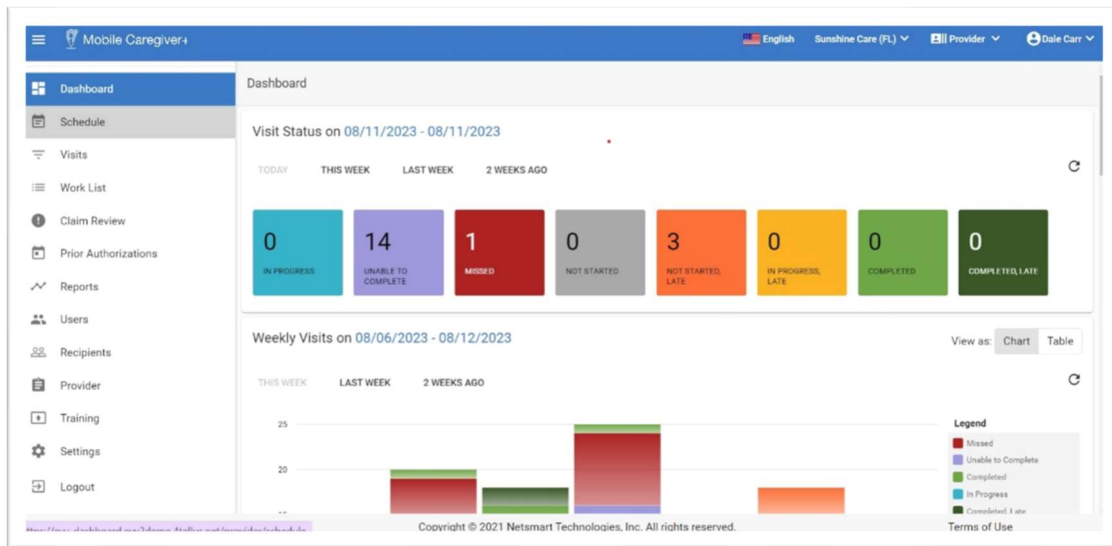 Mobile Caregiver+
English Sunshine Care (FL) Provider Dale Carr
Dashboard
Schedule
Visits
Work List
Claim Review
Prior Authorizations
Reports
Users
Recipients
Provider
Training
Settings
Logout
Dashboard
Visit Status on 08/11/2023 - 08/11/2023
TODAY THIS WEEK LAST WEEK 2 WEEKS AGO
0
IN PROGRESS
14
UNABLE TO
COMPLETE
1
MISSED
0
NOT STARTED
3
NOT STARTED,
LATE
0
IN PROGRESS,
LATE
0
COMPLETED
0
COMPLETED, LATE
Weekly Visits on 08/06/2023 - 08/12/2023
View as: Chart Table
THIS WEEK LAST WEEK 2 WEEKS AGO
25
20
Legend
Missed
Unable to Complete
Completed
In Progress
Completed, Late
Copyright © 2021 Netsmart Technologies, Inc. All rights reserved.
Terms of Use